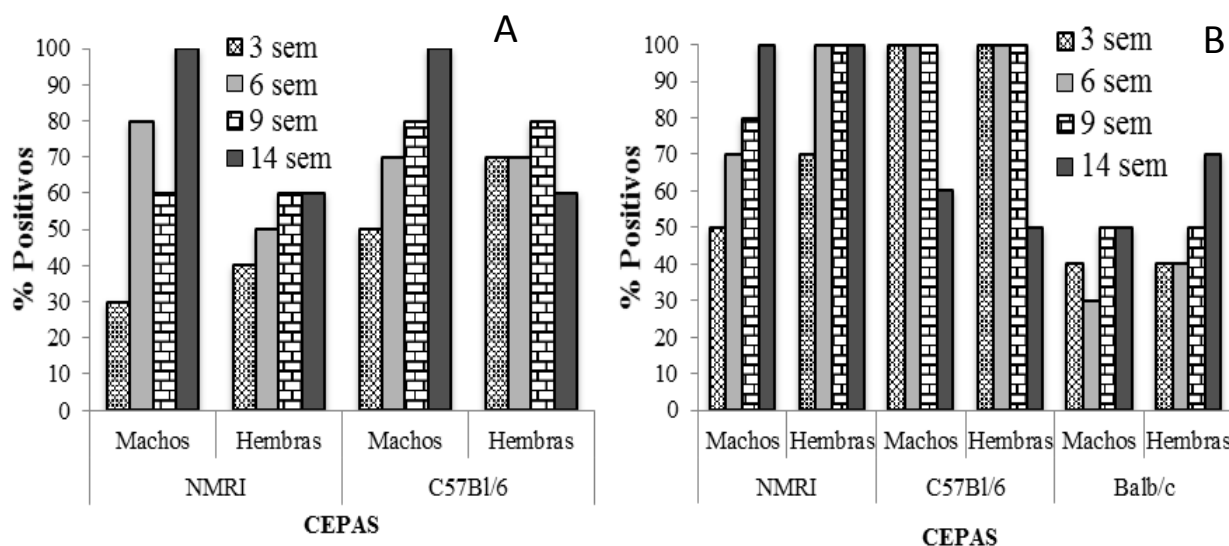 A
3 sem
6 sem
9 sem
14 sem
% Positivos
100
90
80
70
60
50
40
30
20
10
0
Machos
Hembras
Machos
Hembras
NMRI
C57Bl/6
CEPAS
B
3 sem
6 sem
9 sem
14 sem
% Positivos
100
90
80
70
60
50
40
30
20
10
0
Machos
Hembras
Machos
Hembras
Machos
Hembras
NMRI
C57Bl/6
Balb/c
CEPAS